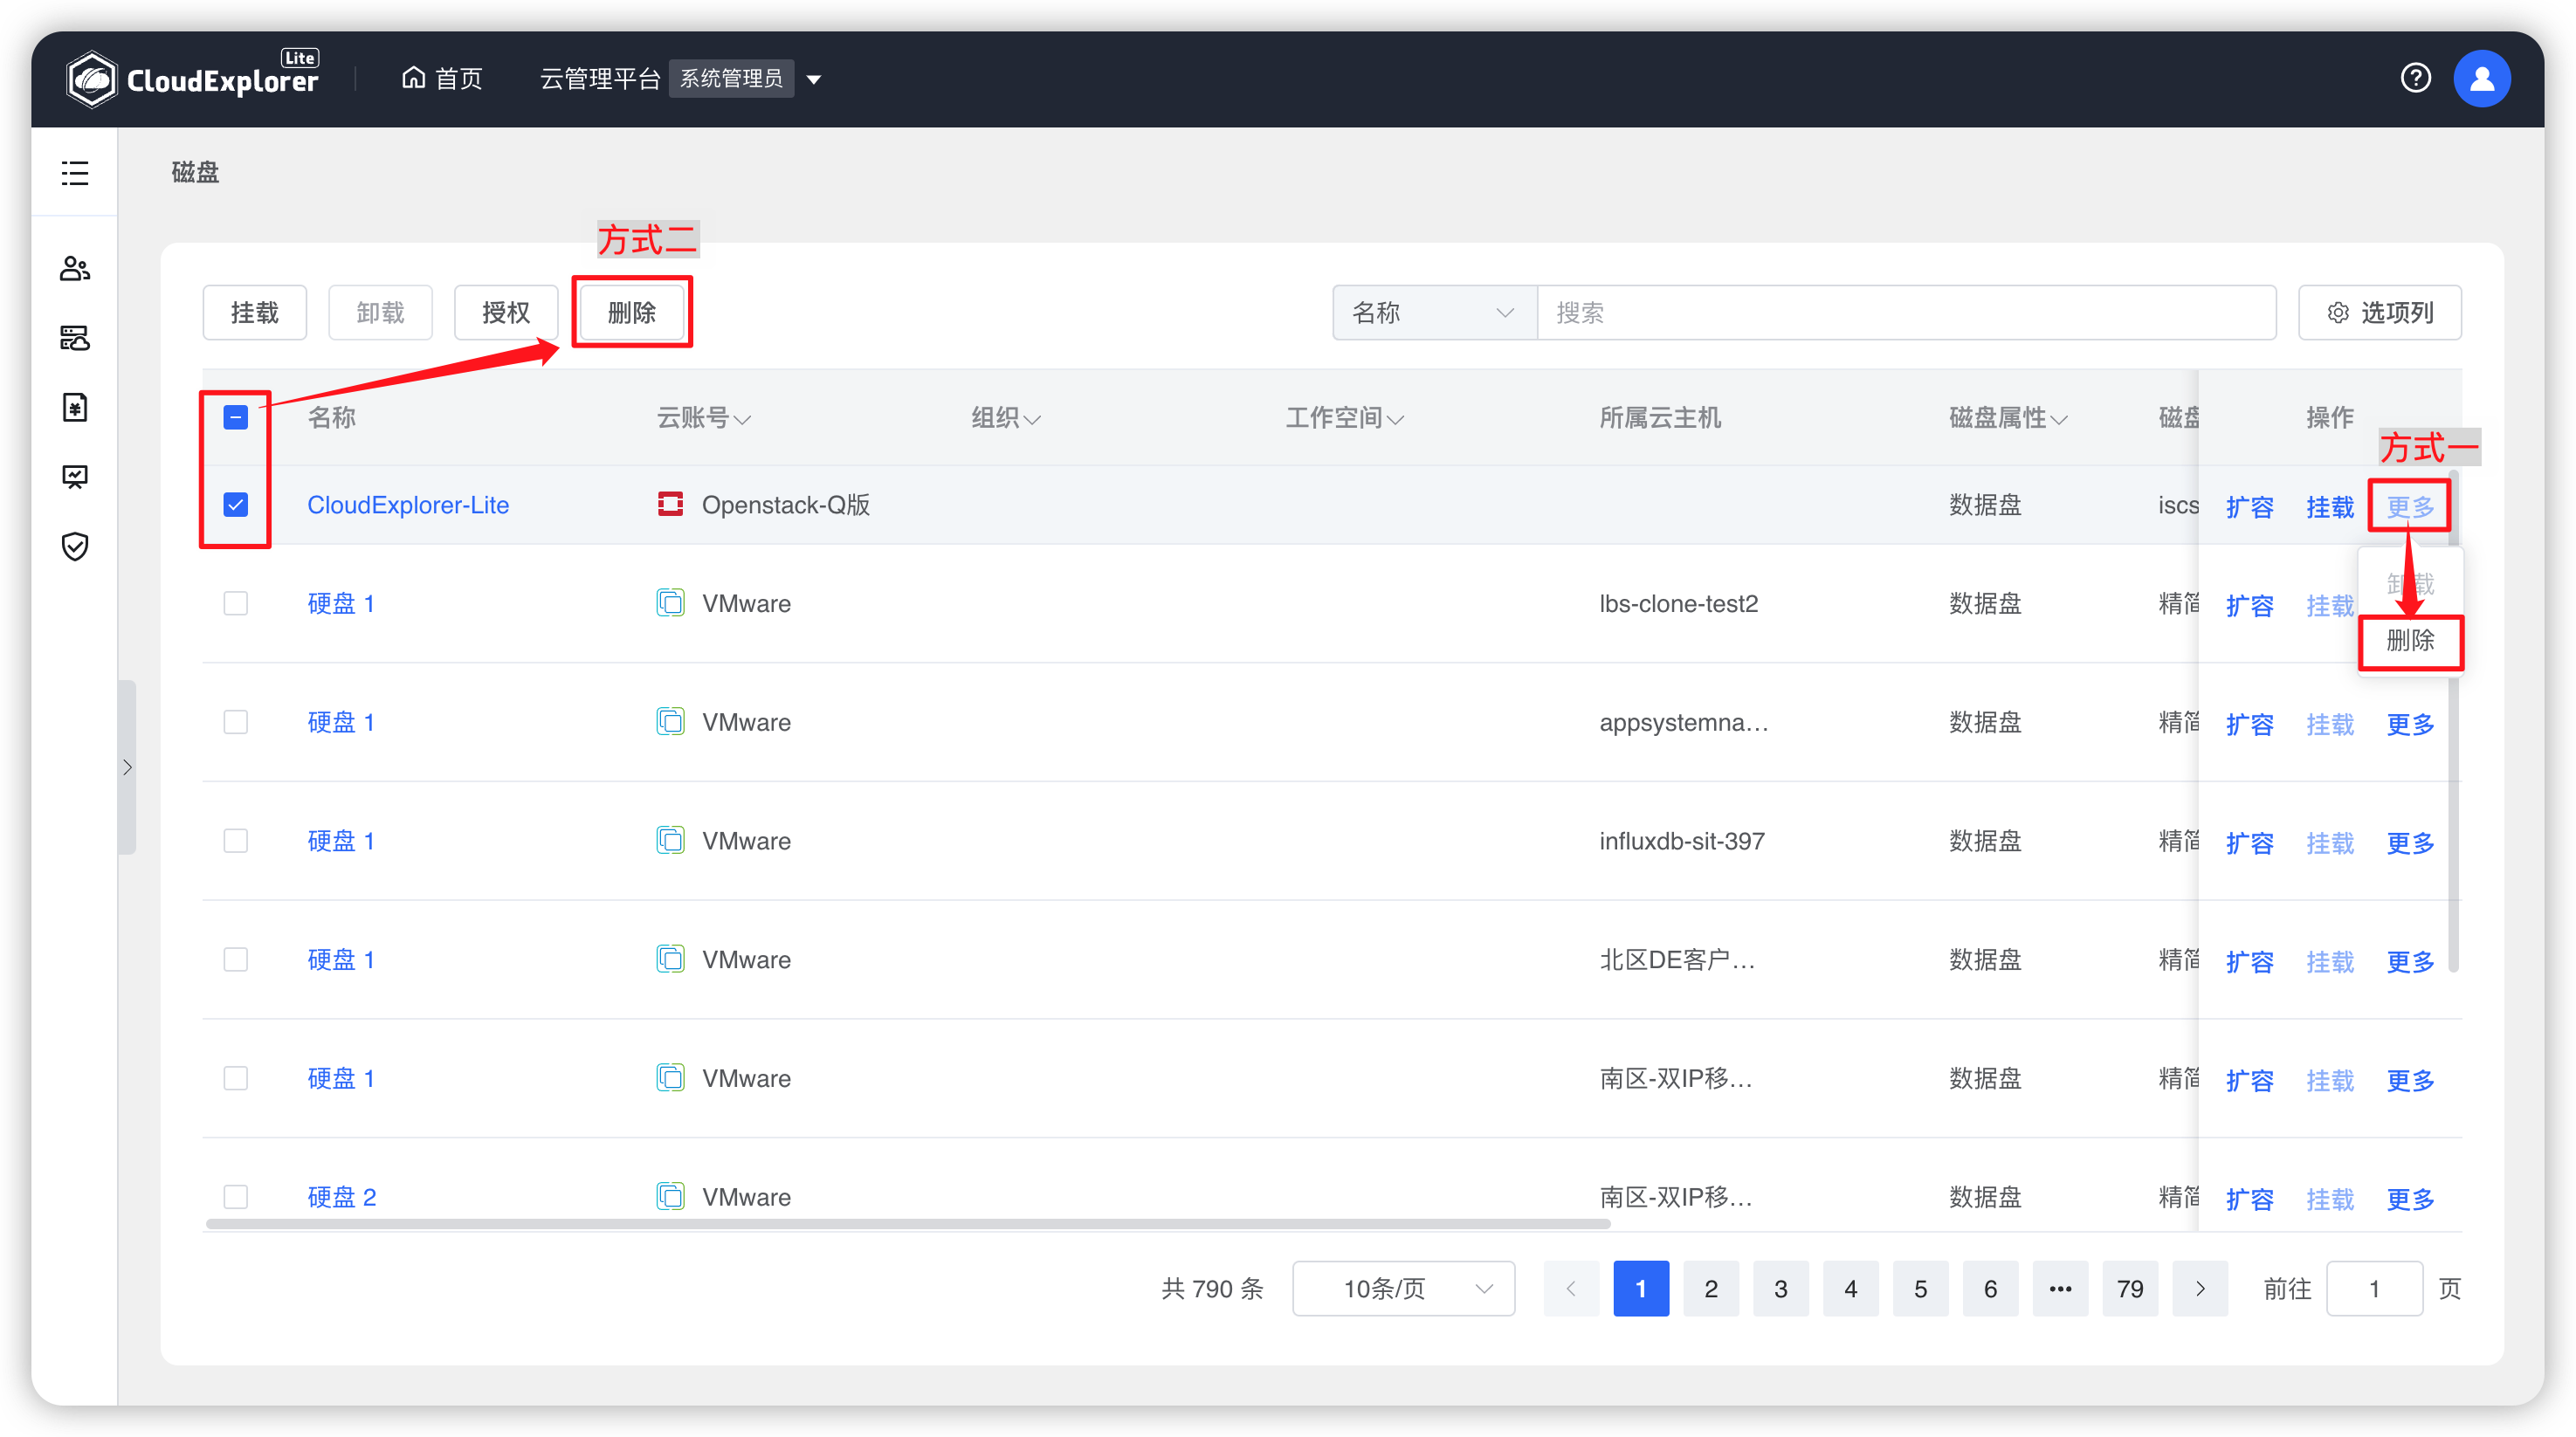 CloudExplorer Lite
首页
云管理平台 系统管理员
磁盘
方式二
挂载 卸载 授权 删除 名称 搜索 选项列
名称 云账号 组织 工作空间 所属云主机 磁盘属性 磁盘 操作
方式一
CloudExplorer-Lite Openstack-Q版 数据盘 iscs 扩容 挂载 更多
卸载
硬盘 1 VMware lbs-clone-test2 数据盘 精简 扩容 挂载
删除
硬盘 1 VMware appsystemna... 数据盘 精简 扩容 挂载 更多
硬盘 1 VMware influxdb-sit-397 数据盘 精简 扩容 挂载 更多
硬盘 1 VMware 北区DE客户... 数据盘 精简 扩容 挂载 更多
硬盘 1 VMware 南区-双IP移... 数据盘 精简 扩容 挂载 更多
硬盘 2 VMware 南区-双IP移... 数据盘 精简 扩容 挂载 更多
共 790 条 10条/页 1 2 3 4 5 6 ••• 79 前往 1 页